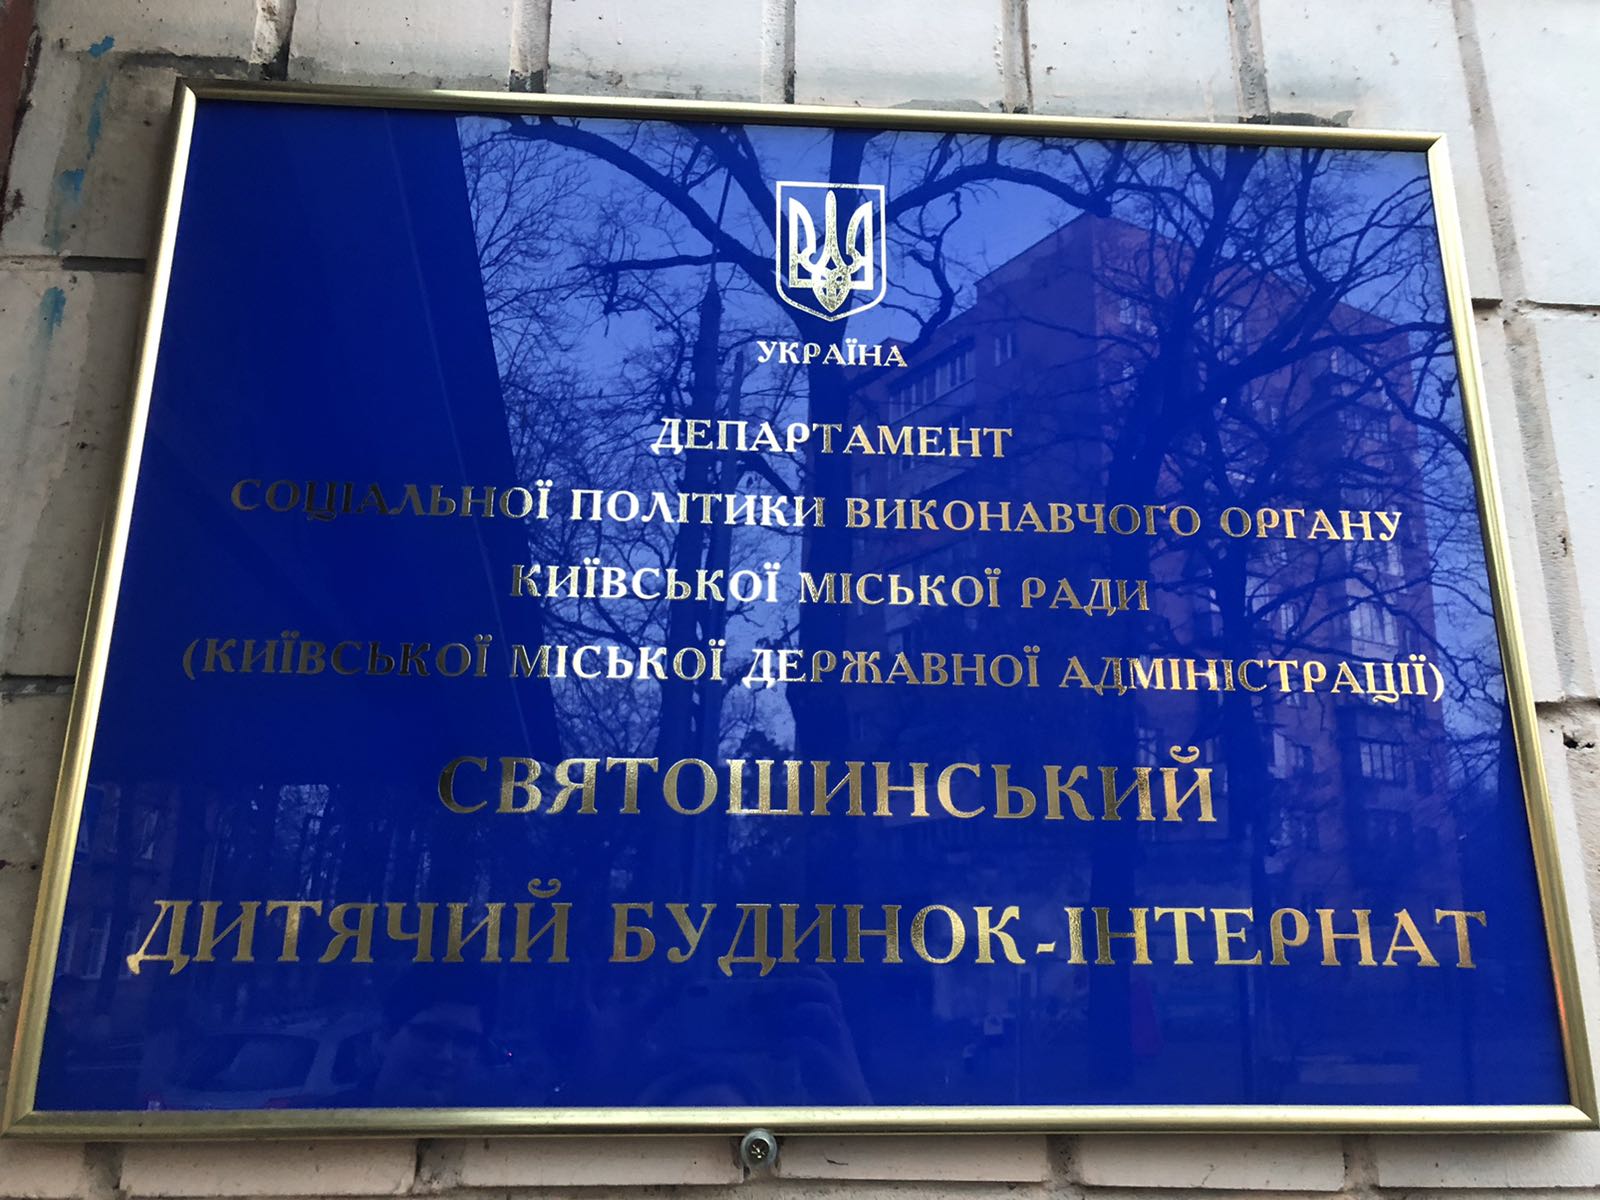 УКРАЇНА
ДЕПАРТАМЕНТ
СОЦІАЛЬНОЇ ПОЛІТИКИ ВИКОНАВЧОГО ОРГАНУ
КИЇВСЬКОЇ МІСЬКОЇ РАДИ
(КИЇВСЬКОЇ МІСЬКОЇ ДЕРЖАВНОЇ АДМІНІСТРАЦІЇ)
СВЯТОШИНСЬКИЙ
ДИТЯЧИЙ БУДИНОК-ІНТЕРНАТ